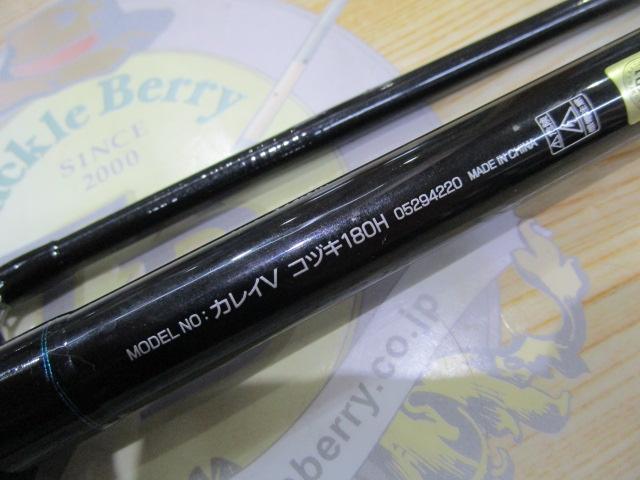 ckle Berry
SINCE
2000
MODEL NO: カレイV コヅキ180H 05294220 MADE IN CHINA
berry.co.jp